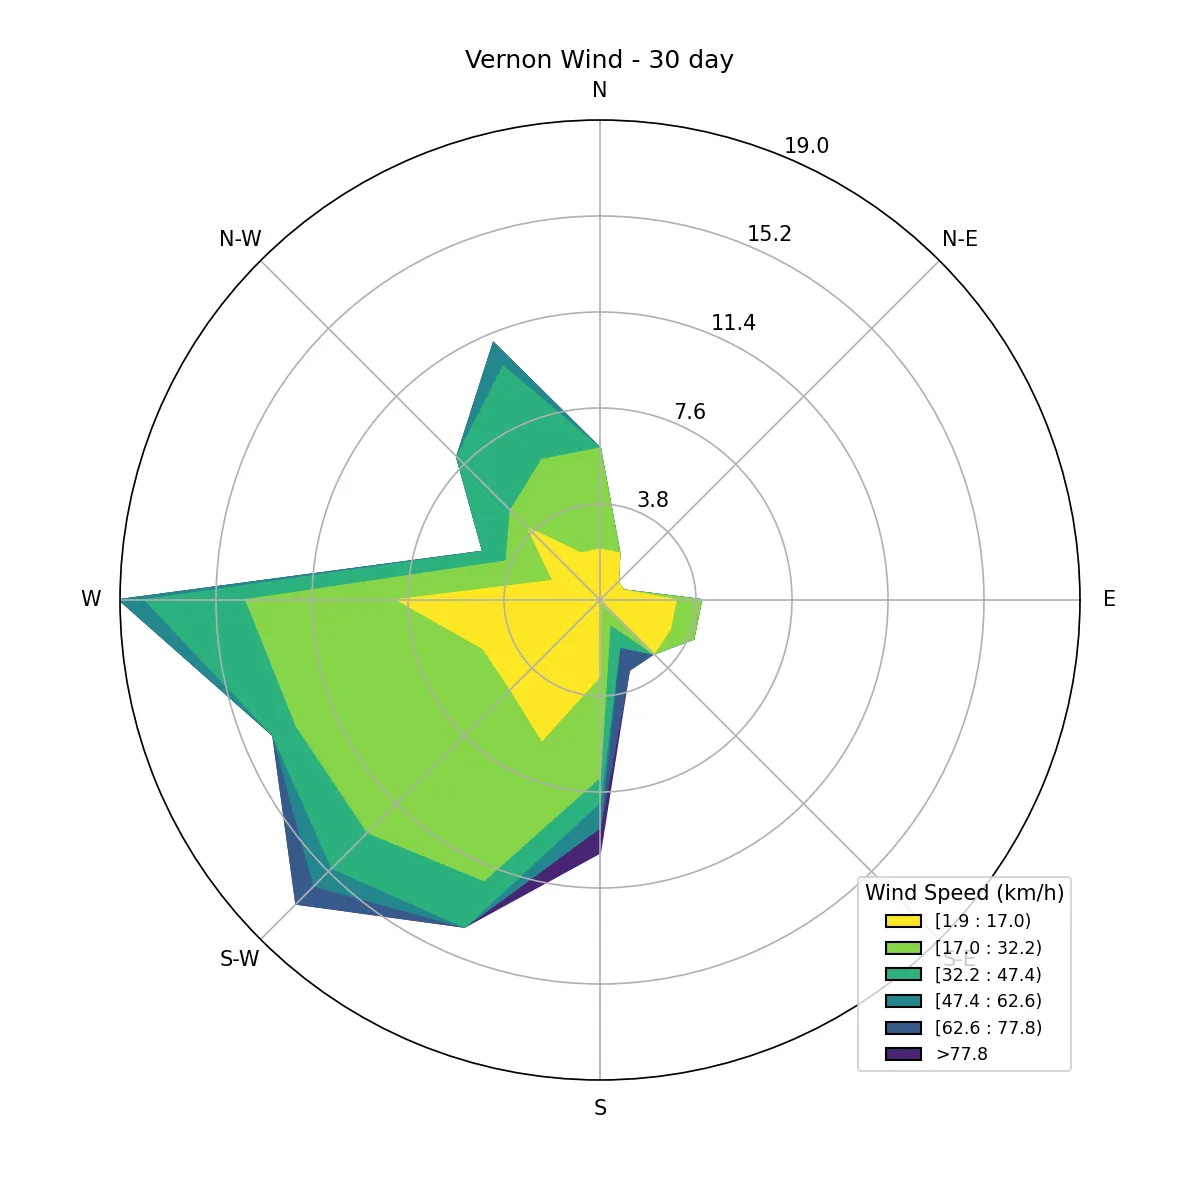 Vernon Wind - 30 day
N
19.0
15.2
N-W
N-E
11.4
7.6
3.8
W
E
Wind Speed (km/h)
[1.9 : 17.0)
[17.0 : 32.2)
S-W
S-E
[32.2 : 47.4)
[47.4 : 62.6)
[62.6 : 77.8)
>77.8
S